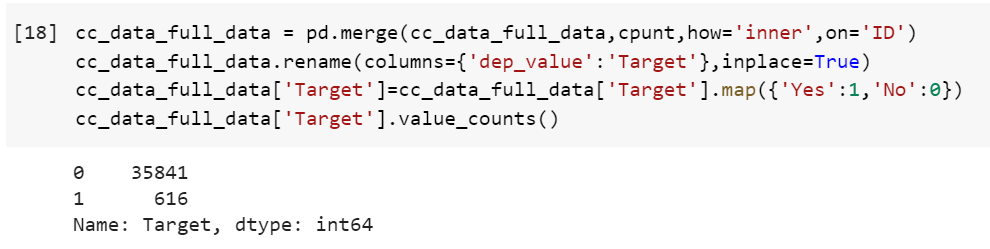 [18] cc_data_full_data = pd.merge(cc_data_full_data,cpunt,how='inner',on='ID')
cc_data_full_data.rename(columns={'dep_value':'Target'},inplace=True)
cc_data_full_data['Target']=cc_data_full_data['Target'].map({'Yes':1,'No':0})
cc_data_full_data['Target'].value_counts()
0    35841
1      616
Name: Target, dtype: int64